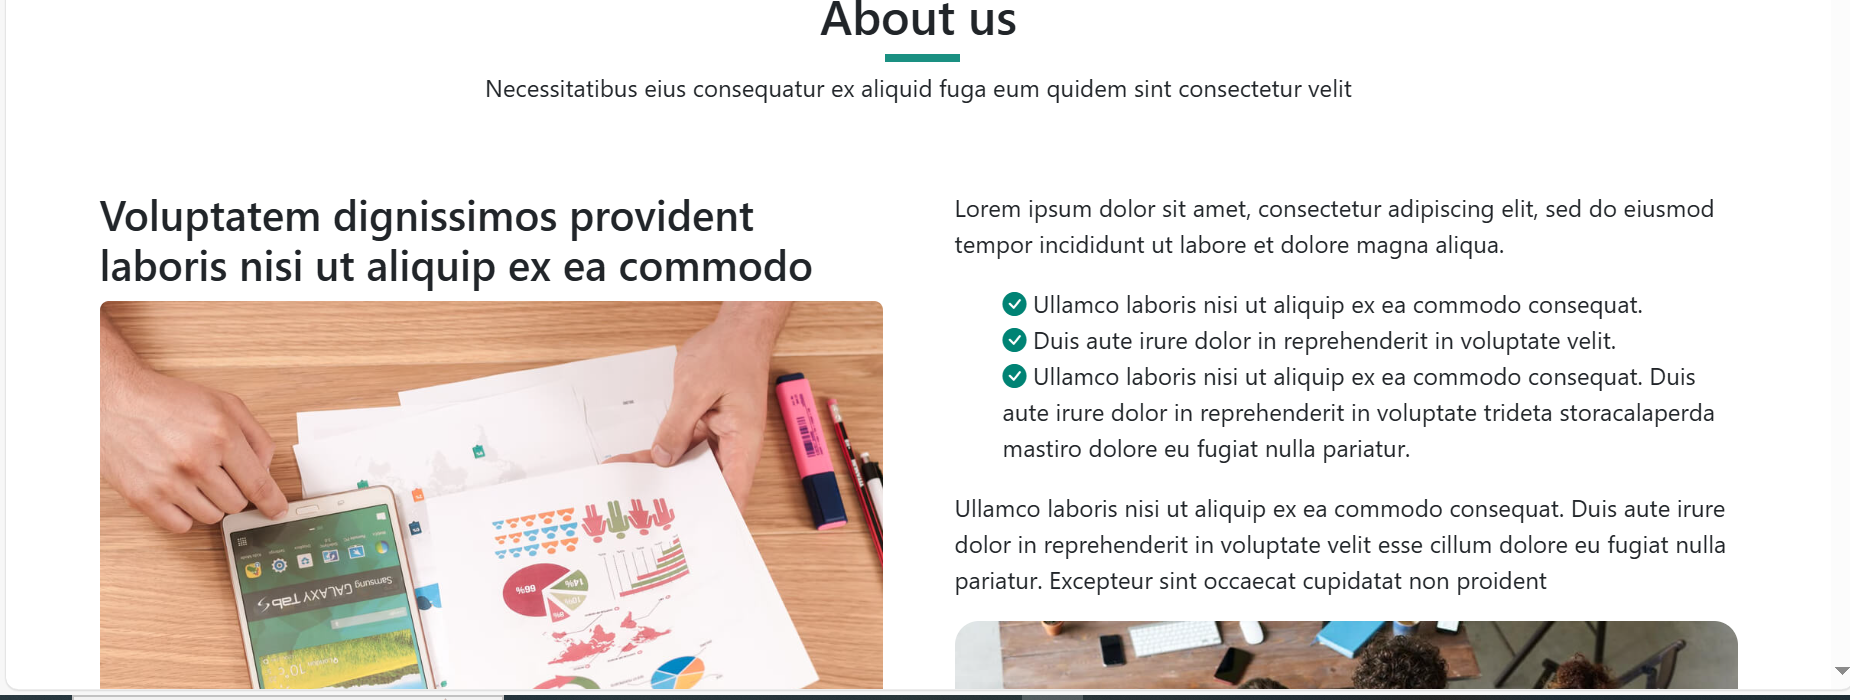 About us
Necessitatibus eius consequatur ex aliquid fuga eum quidem sint consectetur velit
Voluptatem dignissimos provident
laboris nisi ut aliquip ex ea commodo
Lorem ipsum dolor sit amet, consectetur adipiscing elit, sed do eiusmod
tempor incididunt ut labore et dolore magna aliqua.
Ullamco laboris nisi ut aliquip ex ea commodo consequat.
Duis aute irure dolor in reprehenderit in voluptate velit.
Ullamco laboris nisi ut aliquip ex ea commodo consequat. Duis
aute irure dolor in reprehenderit in voluptate trideta storacalaperda
mastiro dolore eu fugiat nulla pariatur.
Ullamco laboris nisi ut aliquip ex ea commodo consequat. Duis aute irure
dolor in reprehenderit in voluptate velit esse cillum dolore eu fugiat nulla
pariatur. Excepteur sint occaecat cupidatat non proident
Samsung GALAXY Tab S
66%
14%